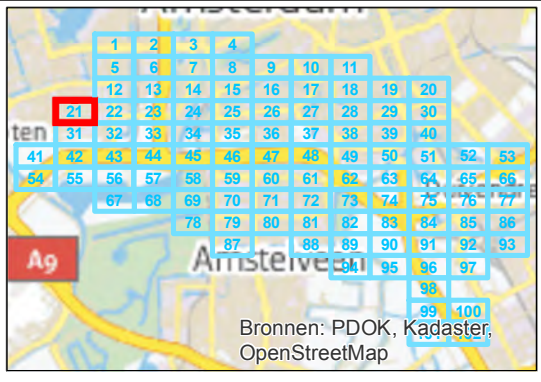 Amsterdam
1 2 3 4
5 6 7 8 9 10 11
12 13 14 15 16 17 18 19 20
21 22 23 24 25 26 27 28 29 30
ten 31 32 33 34 35 36 37 38 39 40
41 42 43 44 45 46 47 48 49 50 51 52 53
54 55 56 57 58 59 60 61 62 63 64 65 66
67 68 69 70 71 72 73 74 75 76 77
78 79 80 81 82 83 84 85 86
87 88 89 90 91 92 93
A9 Amstelveen
94 95 96 97
98
99 100
Bronnen: PDOK, Kadaster,
101 102
OpenStreetMap